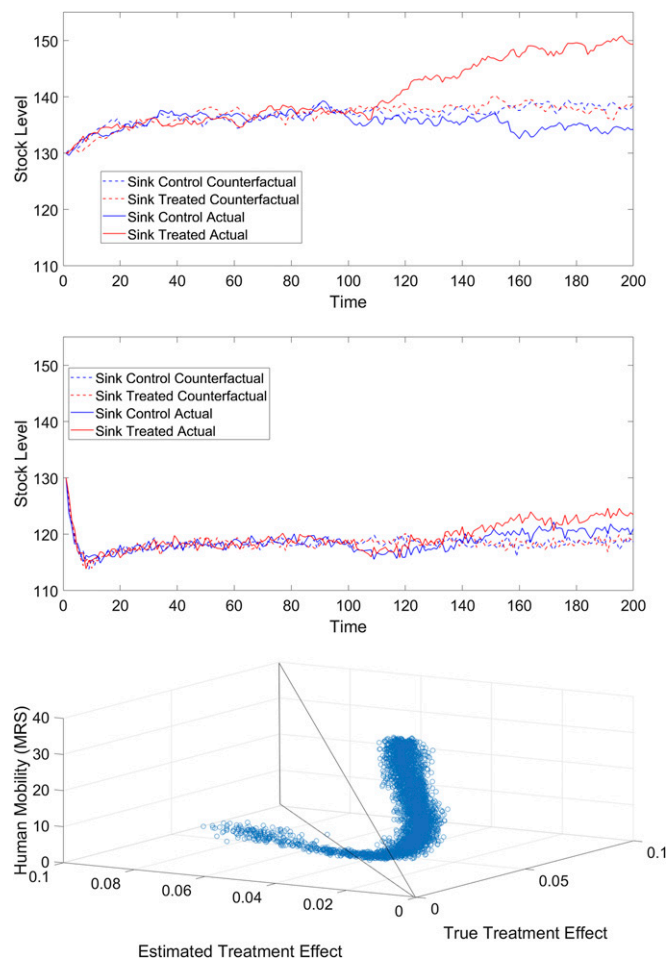 150
140
130
120
110
Stock Level
Sink Control Counterfactual
Sink Treated Counterfactual
Sink Control Actual
Sink Treated Actual
0 20 40 60 80 100 120 140 160 180 200
Time
150
140
130
120
110
Stock Level
Sink Control Counterfactual
Sink Treated Counterfactual
Sink Control Actual
Sink Treated Actual
0 20 40 60 80 100 120 140 160 180 200
Time
Human Mobility (MRS)
40
30
20
10
0
0.1 0.08 0.06 0.04 0.02 0
0 0.05 0.1
Estimated Treatment Effect
True Treatment Effect